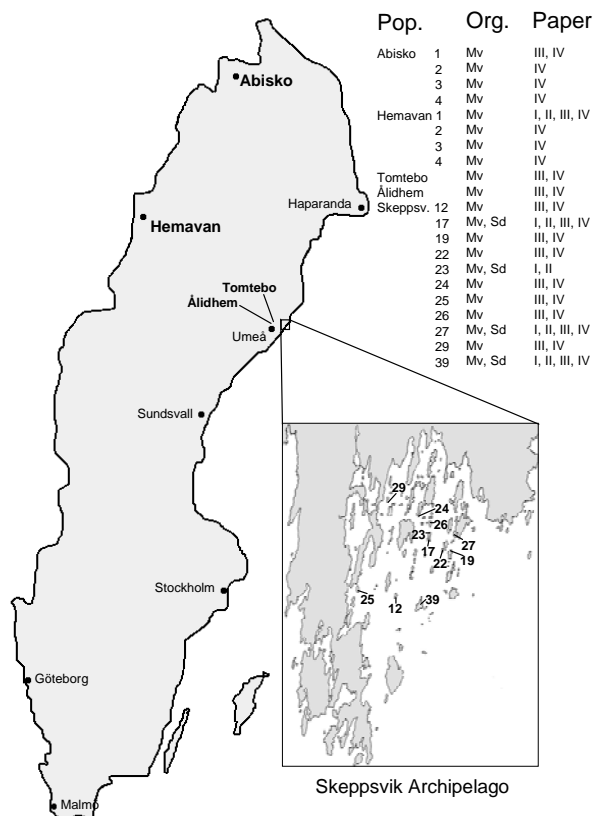 Pop. Org. Paper
Abisko 1 Mv III, IV
2 Mv IV
3 Mv IV
4 Mv IV
Hemavan 1 Mv I, II, III, IV
2 Mv IV
3 Mv IV
4 Mv IV
Tomtebo Mv III, IV
Ålidhem Mv III, IV
Skeppsv. 12 Mv III, IV
17 Mv, Sd I, II, III, IV
19 Mv III, IV
22 Mv III, IV
23 Mv, Sd I, II
24 Mv III, IV
25 Mv III, IV
26 Mv III, IV
27 Mv, Sd I, II, III, IV
29 Mv III, IV
39 Mv, Sd I, II, III, IV
Abisko
Haparanda
Hemavan
Tomtebo
Ålidhem
Umeå
Sundsvall
Stockholm
Göteborg
Malmö
29
24
26
23
27
17
22
19
25
12
39
Skeppsvik Archipelago